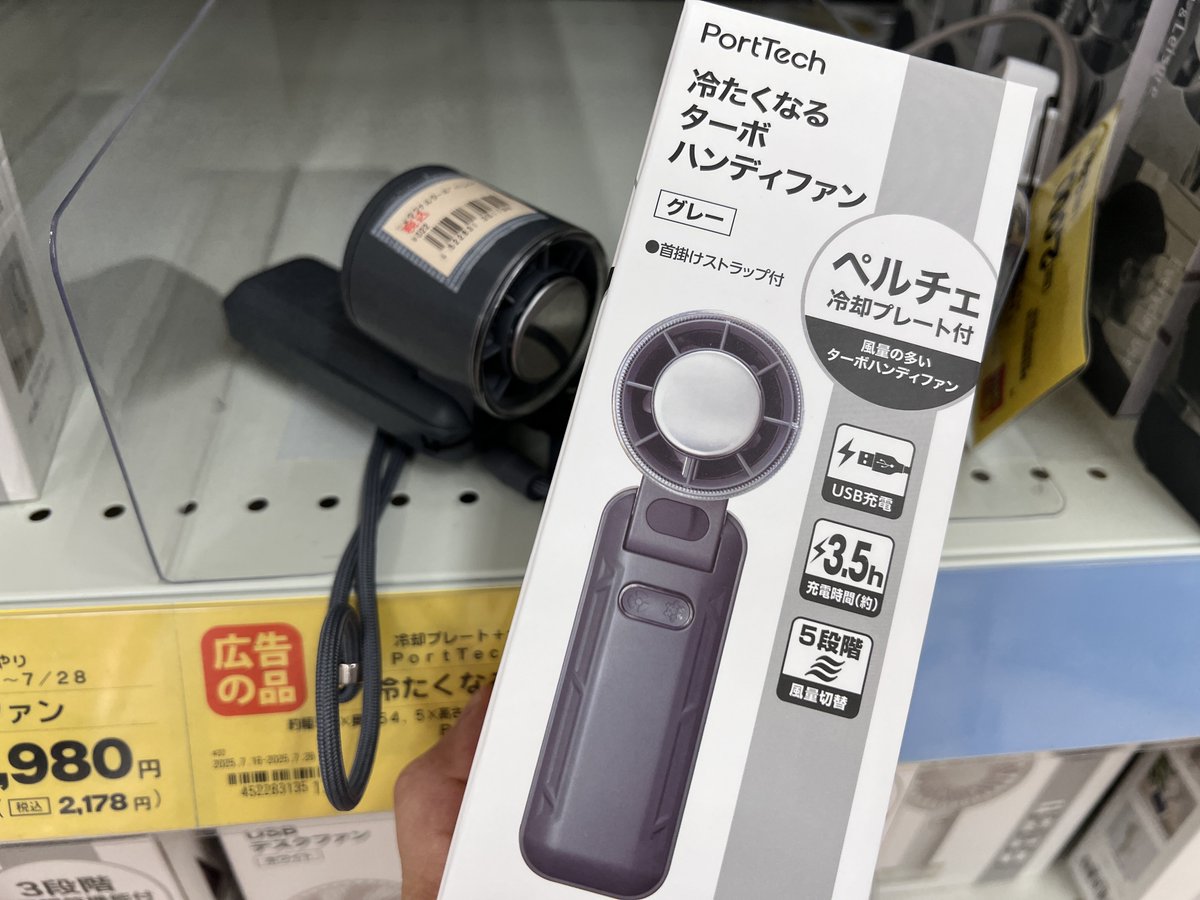 PortTech
冷たくなる
ターボ
ハンディファン
グレー
●首掛けストラップ付
ペルチェ
冷却プレート付
風量の多い
ターボハンディファン
USB充電
3.5h
充電時間(約)
5段階
風量切替
やり
～7/28
ァン
,980円
(税込 2,178円)
広告
の品
冷却プレート+
PortTec
冷たくな
2025.7.16-2025.7.28
452263135
USB
デスクファン
3段階